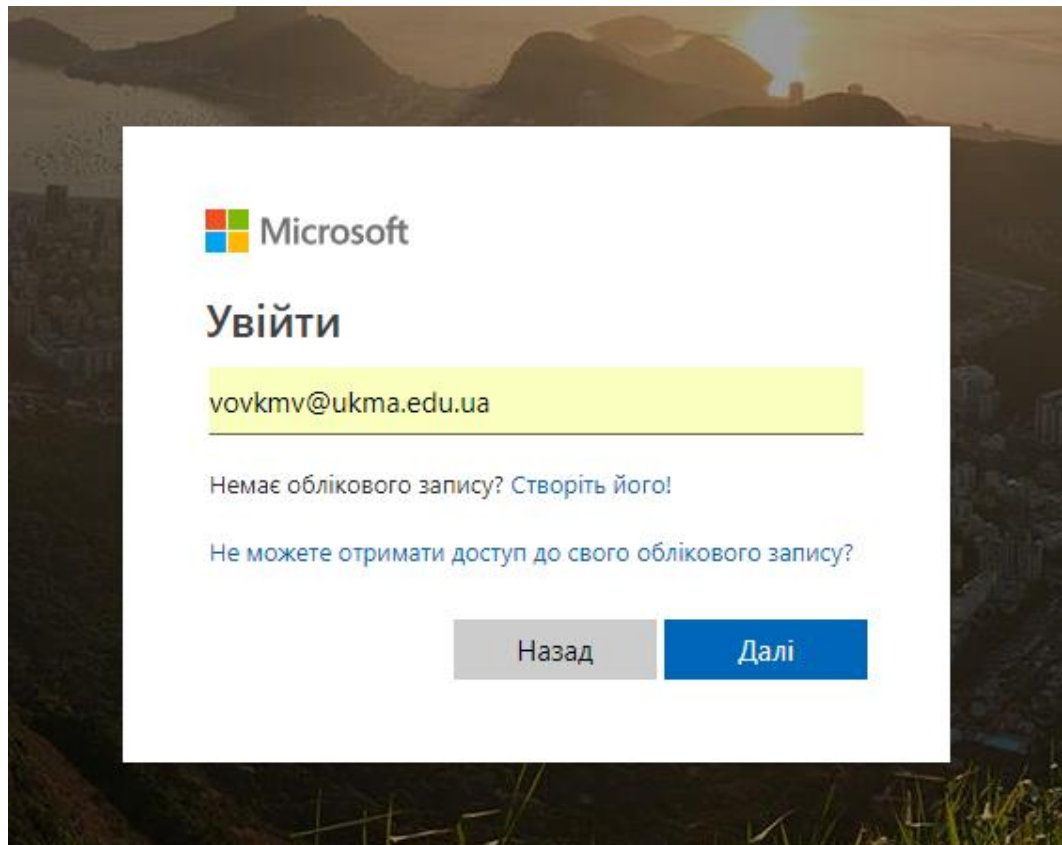 Microsoft
Увійти
vovkmv@ukma.edu.ua
Немає облікового запису? Створіть його!
Не можете отримати доступ до свого облікового запису?
Назад
Далі